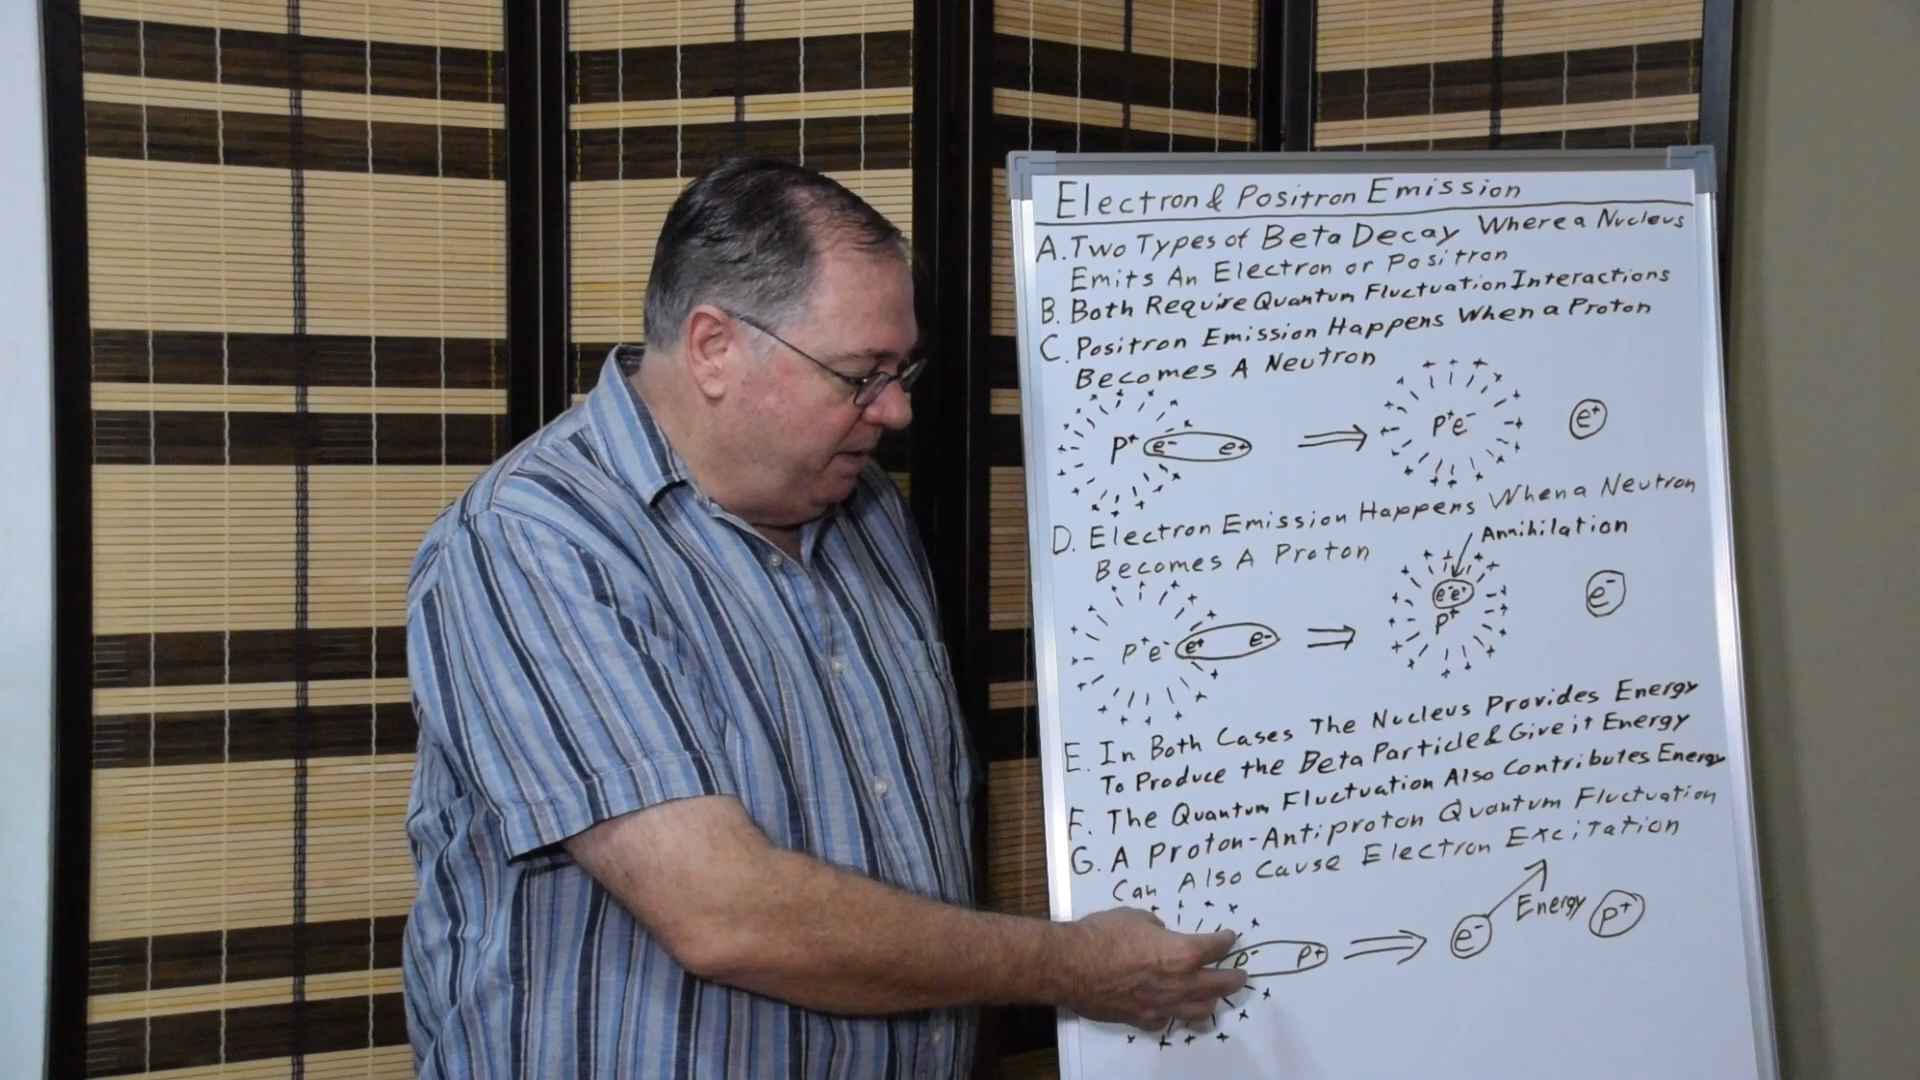 Electron & Positron Emission
A. Two Types of Beta Decay Where a Nucleus
Emits An Electron or Positron
B. Both Require Quantum Fluctuation Interactions
C. Positron Emission Happens When a Proton
Becomes A Neutron
P+ e- e+ ⇒ P+e- e+
D. Electron Emission Happens When a Neutron
Becomes A Proton
Annihilation
P+e- e+ e- ⇒ e-e+ P+ e-
E. In Both Cases The Nucleus Provides Energy
To Produce the Beta Particle & Give it Energy
F. The Quantum Fluctuation Also Contributes Energy
G. A Proton-Antiproton Quantum Fluctuation
Can Also Cause Electron Excitation
P- P+ ⇒ e- Energy P+